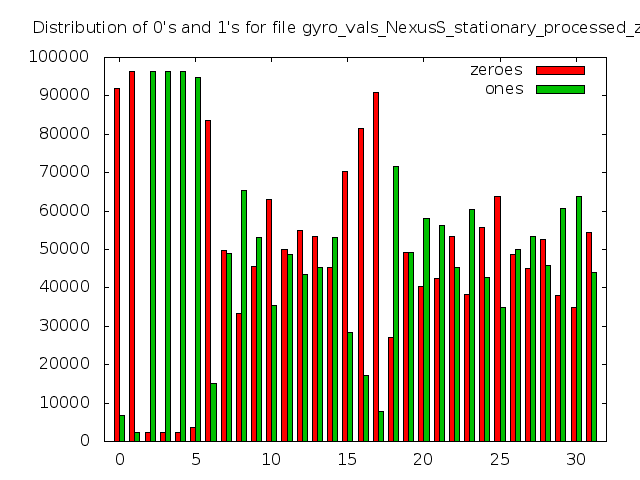 Distribution of 0's and 1's for file gyro_vals_NexusS_stationary_processed_z
100000
90000
80000
70000
60000
50000
40000
30000
20000
10000
0
zeroes
ones
0 5 10 15 20 25 30